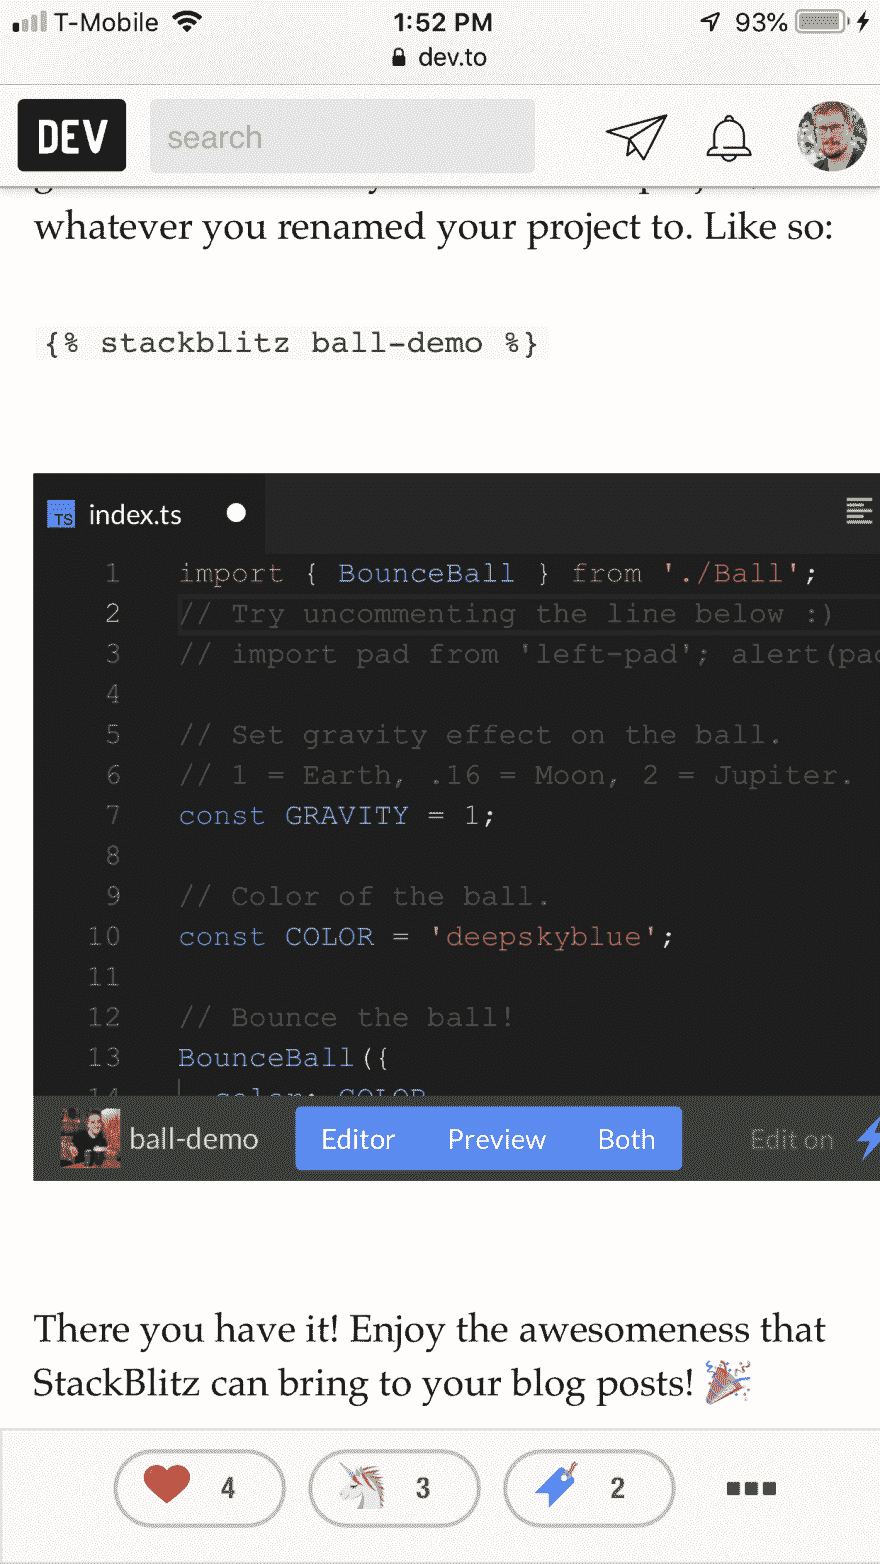 T-Mobile 1:52 PM 93%
dev.to
DEV search
whatever you renamed your project to. Like so:
{% stackblitz ball-demo %}
TS index.ts
1 import { BounceBall } from './Ball';
2 // Try uncommenting the line below :)
3 // import pad from 'left-pad'; alert(pad
4
5 // Set gravity effect on the ball.
6 // 1 = Earth, .16 = Moon, 2 = Jupiter.
7 const GRAVITY = 1;
8
9 // Color of the ball.
10 const COLOR = 'deepskyblue';
11
12 // Bounce the ball!
13 BounceBall({
14 color: COLOR
ball-demo Editor Preview Both Edit on
There you have it! Enjoy the awesomeness that
StackBlitz can bring to your blog posts! 🎉
4 3 2